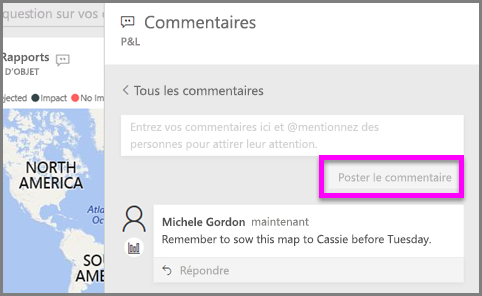 question sur vos
Commentaires
P&L
Rapports
D'OBJET
jected Impact No Im
Tous les commentaires
Entrez vos commentaires ici et @mentionnez des
personnes pour attirer leur attention.
Poster le commentaire
NORTH
AMERICA
Atla
Oc
Michele Gordon maintenant
Remember to sow this map to Cassie before Tuesday.
Répondre
SO
AME